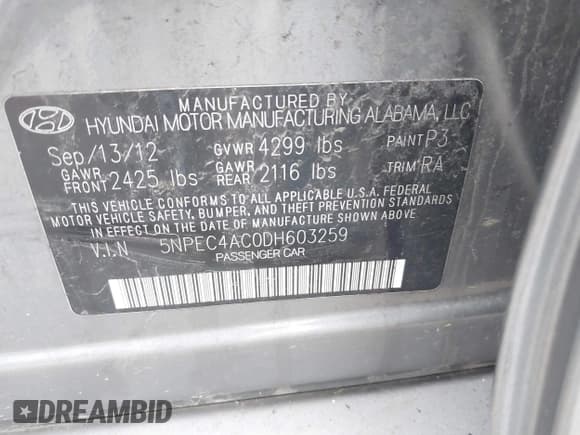 MANUFACTURED BY
HYUNDAI MOTOR MANUFACTURING ALABAMA, LLC
Sep/13/12 GVWR 4299 lbs PAINT P3
GAWR FRONT 2425 lbs GAWR REAR 2116 lbs TRIM RA
THIS VEHICLE CONFORMS TO ALL APPLICABLE U.S.A. FEDERAL
MOTOR VEHICLE SAFETY, BUMPER, AND THEFT PREVENTION STANDARDS
IN EFFECT ON THE DATE OF MANUFACTURE SHOWN ABOVE.
V.I.N 5NPEC4AC0DH603259
PASSENGER CAR
DREAMBID